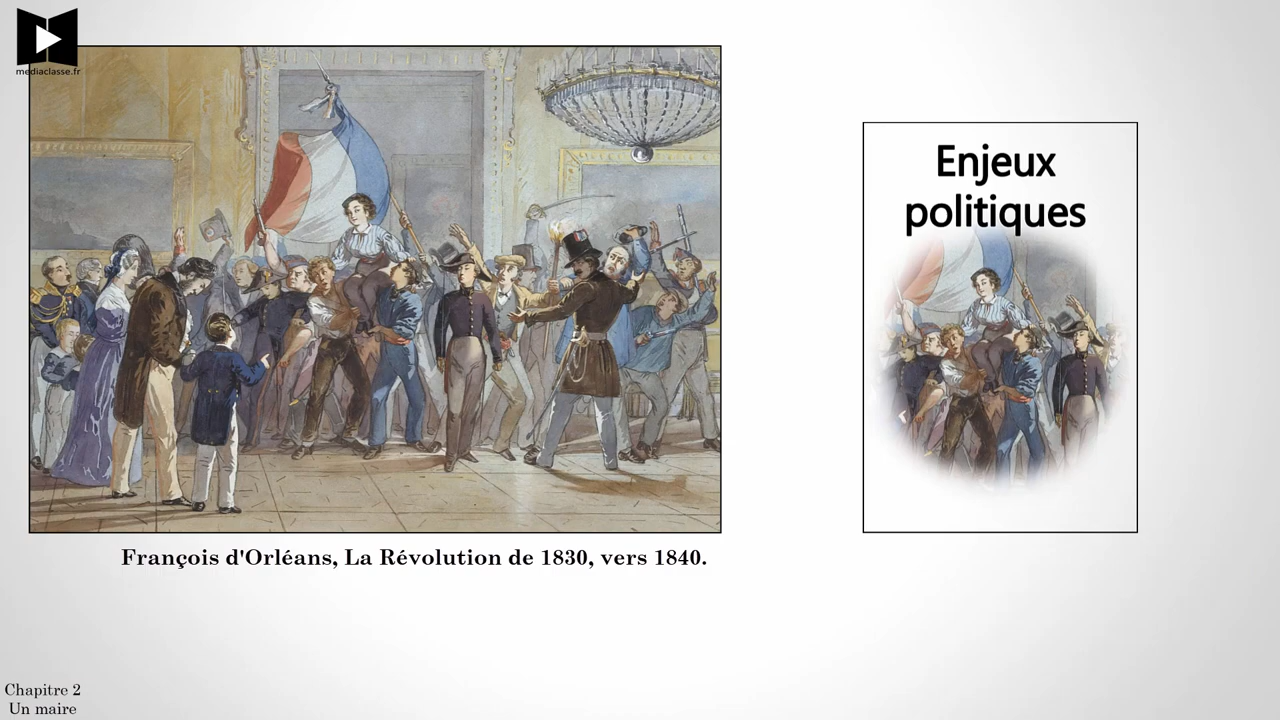 mediaclasse.fr
Enjeux
politiques
François d'Orléans, La Révolution de 1830, vers 1840.
Chapitre 2
Un maire